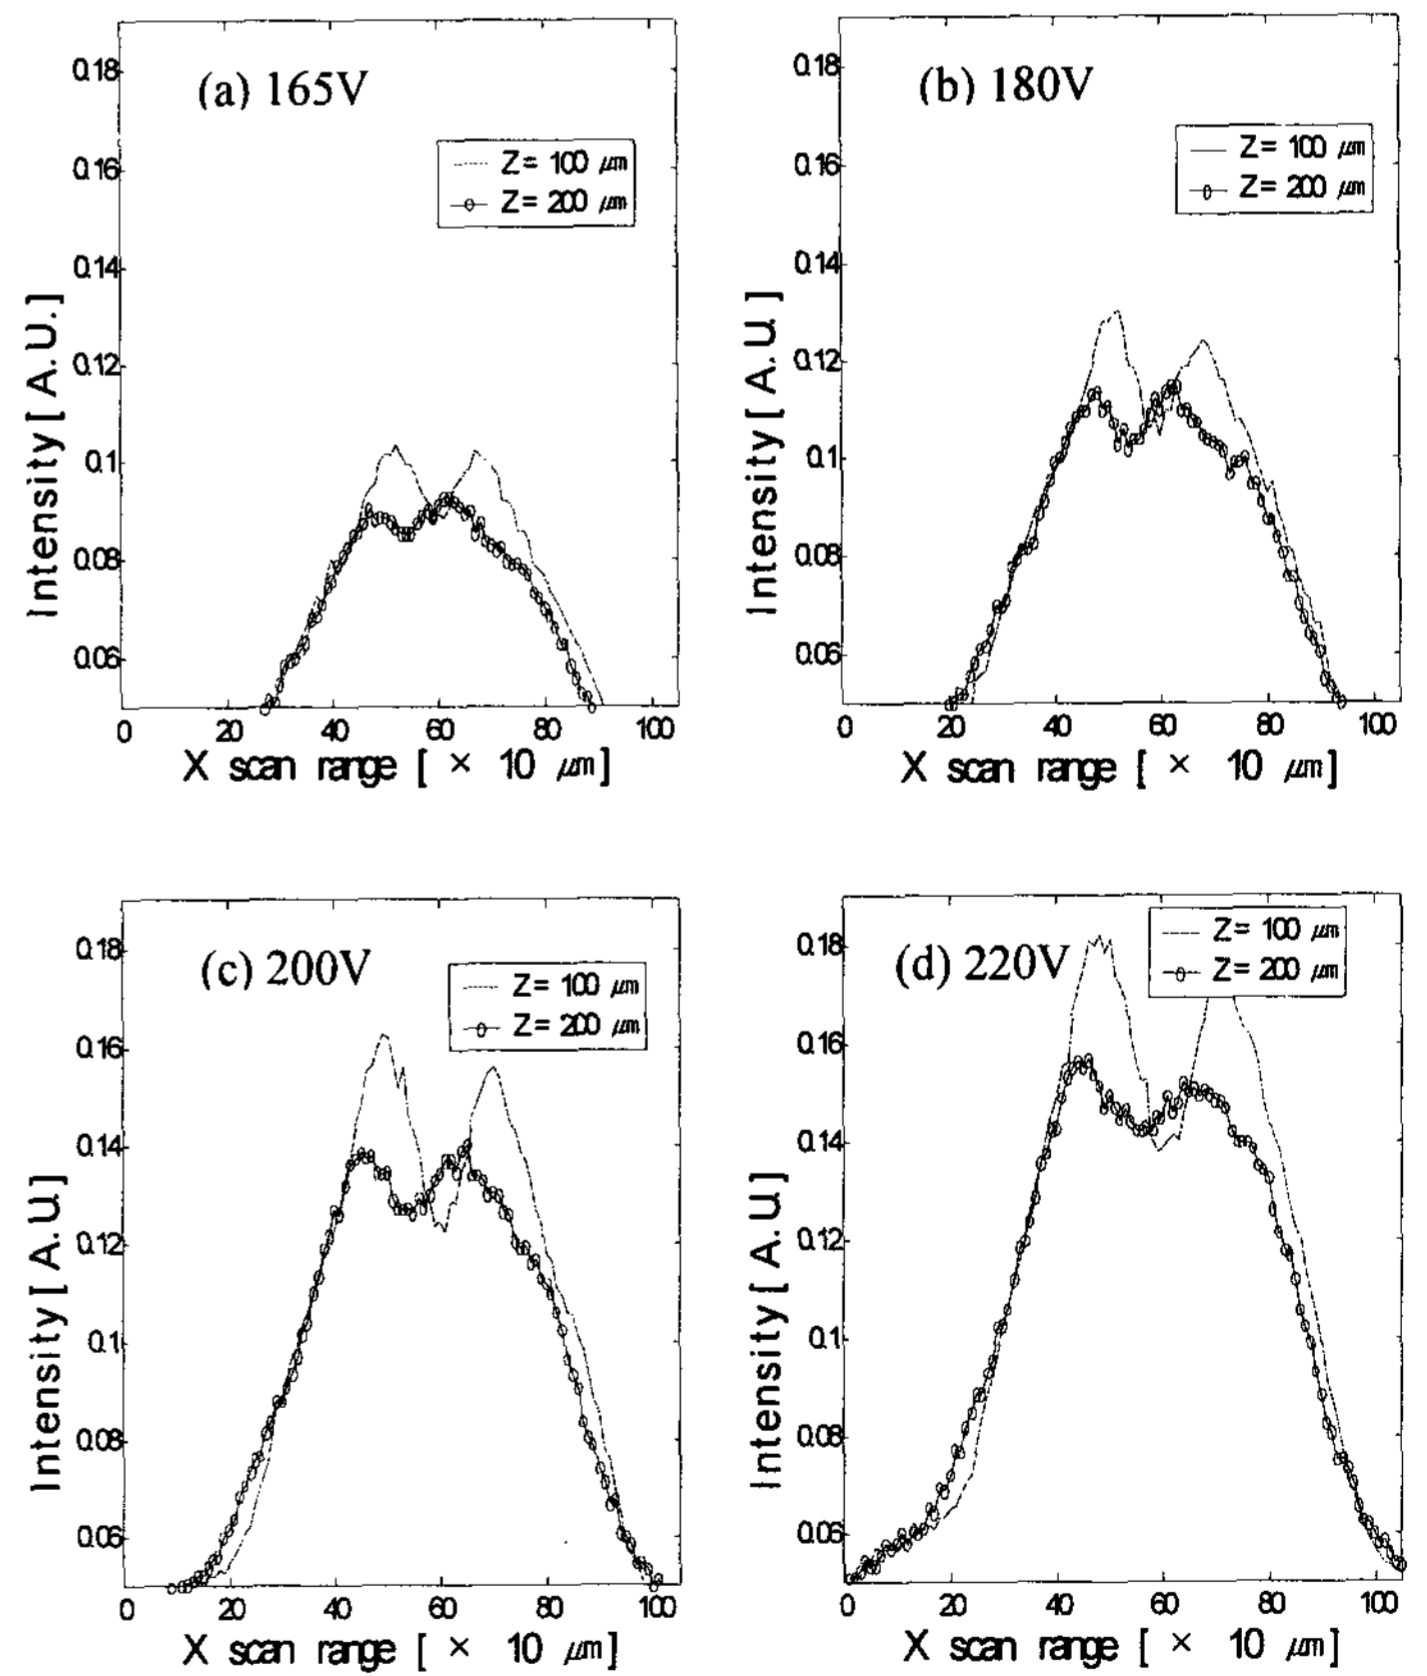 (a) 165V
Z= 100 μm
Z= 200 μm
0.18
0.16
0.14
0.12
0.1
0.08
0.06
0 20 40 60 80 100
Intensity[ A.U.]
X scan range [ × 10 μm]
(b) 180V
Z= 100 μm
Z= 200 μm
0.18
0.16
0.14
0.12
0.1
0.08
0.06
0 20 40 60 80 100
Intensity[ A.U.]
X scan range [ × 10 μm]
(c) 200V
Z= 100 μm
Z= 200 μm
0.18
0.16
0.14
0.12
0.1
0.08
0.06
0 20 40 60 80 100
Intensity[ A.U.]
X scan range [ × 10 μm]
(d) 220V
Z= 100 μm
Z= 200 μm
0.18
0.16
0.14
0.12
0.1
0.08
0.06
0 20 40 60 80 100
Intensity[ A.U.]
X scan range [ × 10 μm]